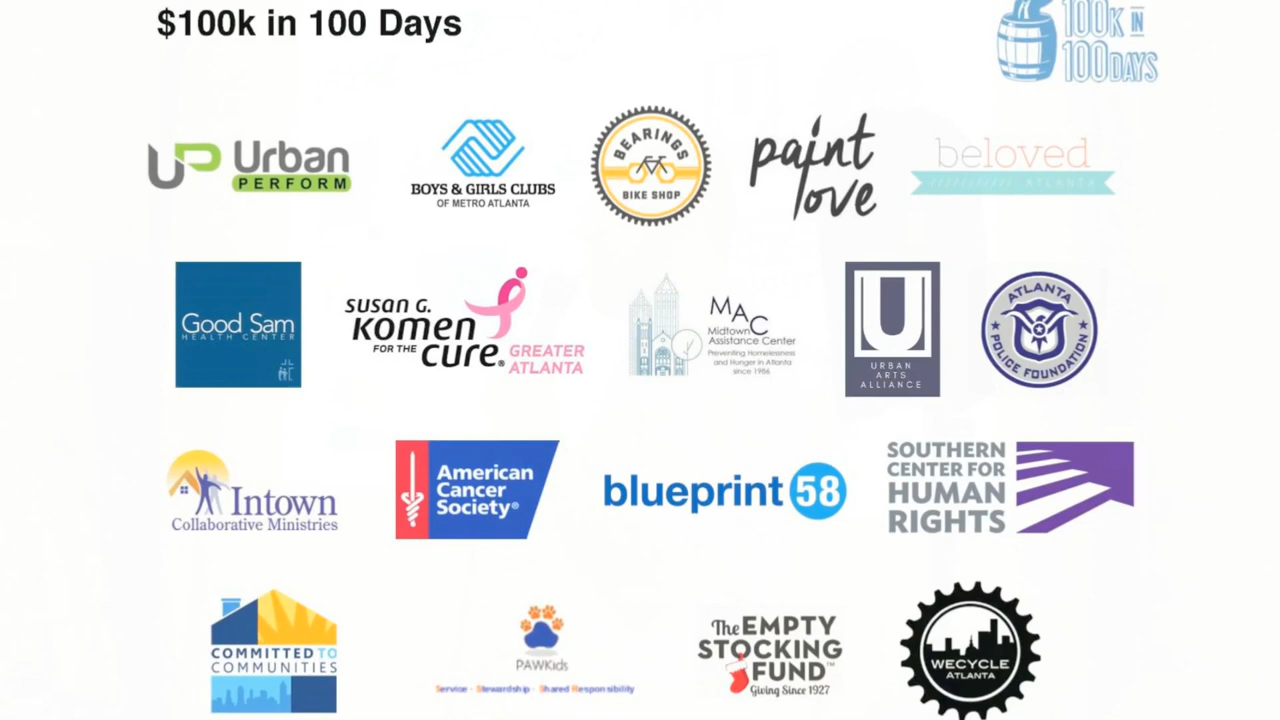 $100k in 100 Days
100K IN
100DAYS
UP Urban
PERFORM
BOYS & GIRLS CLUBS
OF METRO ATLANTA
BEARINGS
BIKE SHOP
paint
love
beloved
ATLANTA
Good Sam
HEALTH CENTER
SUSAN G.
Komen
FOR THE cure®
GREATER
ATLANTA
MAC
Midtown
Assistance Center
Preventing Homelessness
and Hunger in Atlanta
since 1986
U
URBAN
ARTS
ALLIANCE
ATLANTA
POLICE FOUNDATION
Intown
Collaborative Ministries
American
Cancer
Society®
blueprint 58
SOUTHERN
CENTER FOR
HUMAN
RIGHTS
COMMITTED TO
COMMUNITIES
PAWKids
Service - Stewardship - Shared Responsibility
The EMPTY
STOCKING
FUND™
Giving Since 1927
WECYCLE
ATLANTA